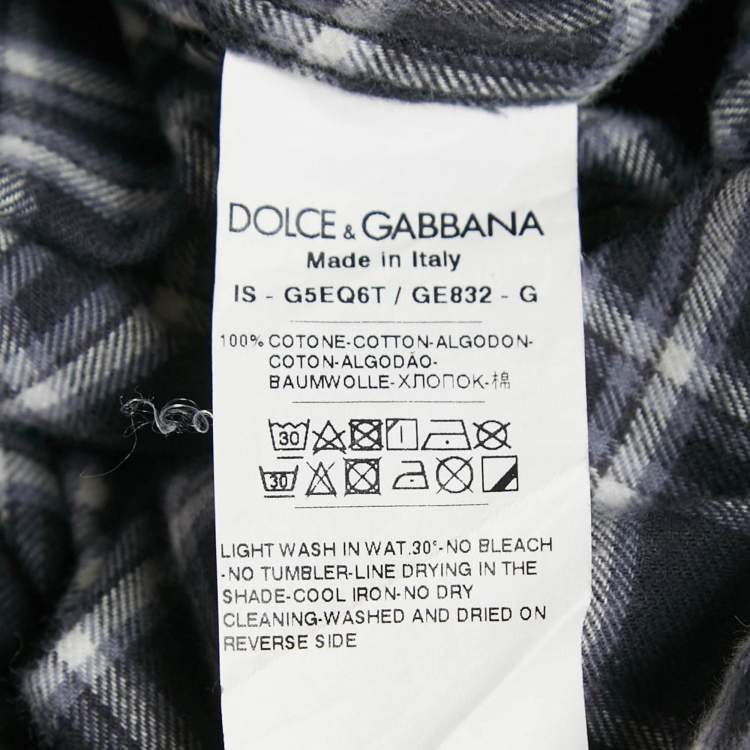 DOLCE & GABBANA
Made in Italy
IS - G5EQ6T / GE832 - G
100% COTONE-COTTON-ALGODON-
COTON-ALGODÃO-
BAUMWOLLE-ХЛОПОК-棉
30
30
LIGHT WASH IN WAT.30°-NO BLEACH
-NO TUMBLER-LINE DRYING IN THE
SHADE-COOL IRON-NO DRY
CLEANING-WASHED AND DRIED ON
REVERSE SIDE